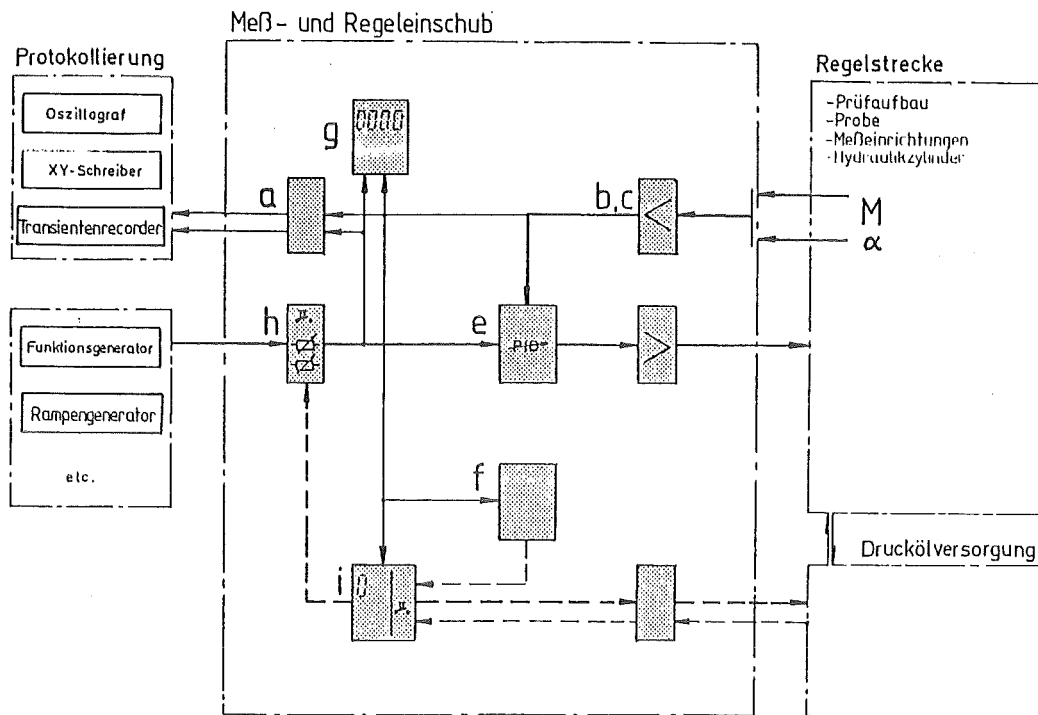 Meß- und Regeleinschub
Protokollierung
Oszillograf
XY-Schreiber
Transientenrecorder
Funktionsgenerator
Rampengenerator
etc.
g
0000
a
b,c
<
h
e
PID
>
f
i
0
Regelstrecke
-Prüfaufbau
-Probe
-Meßeinrichtungen
-Hydraulikzylinder
M
α
Druckölversorgung